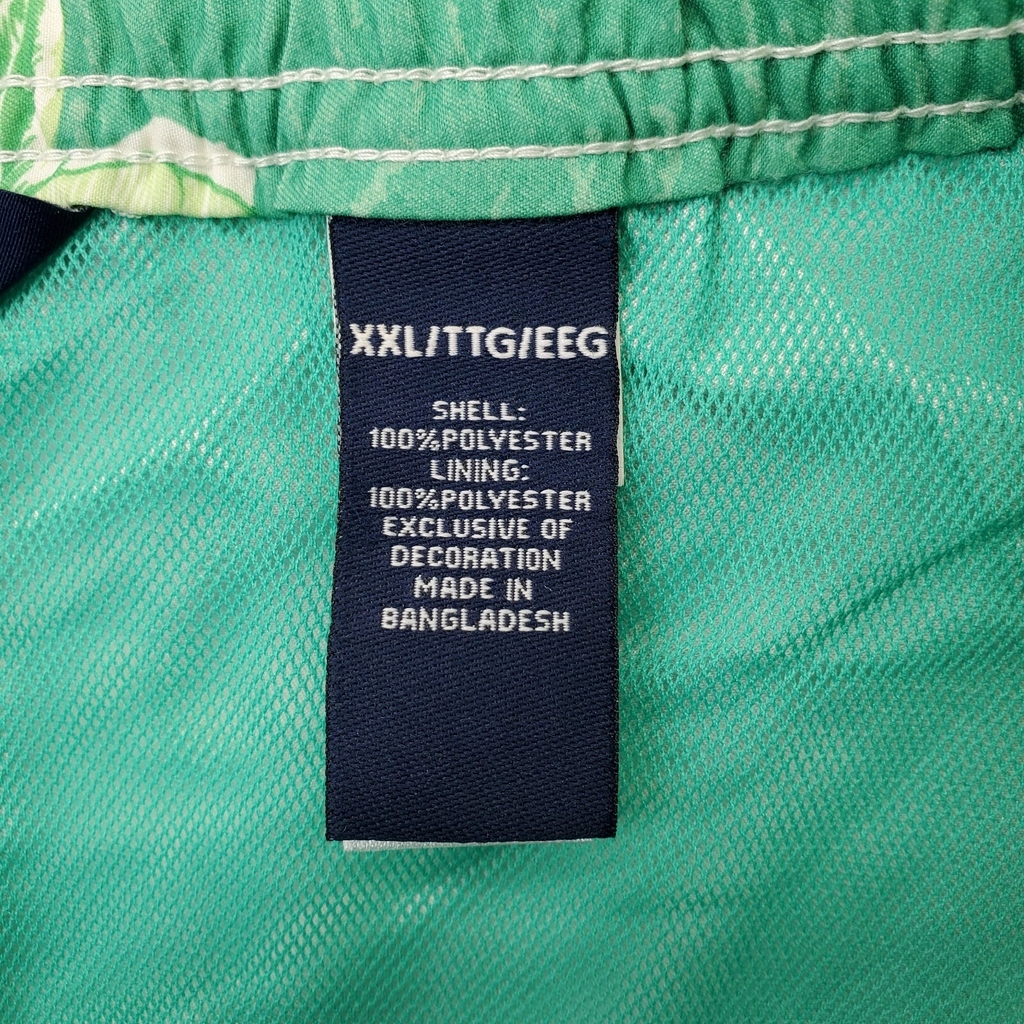 XXL/TTG/EEG
SHELL:
100%POLYESTER
LINING:
100%POLYESTER
EXCLUSIVE OF
DECORATION
MADE IN
BANGLADESH